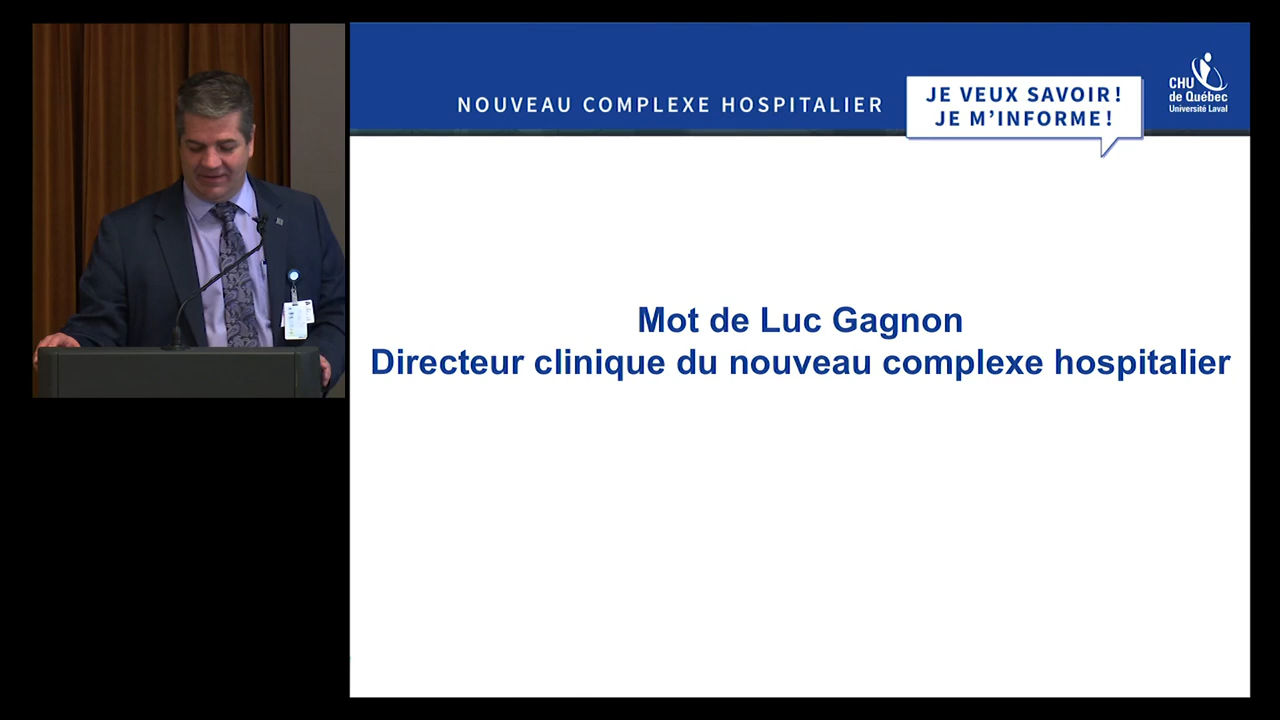 NOUVEAU COMPLEXE HOSPITALIER
JE VEUX SAVOIR!
JE M'INFORME!
CHU
de Québec
Université Laval
Mot de Luc Gagnon
Directeur clinique du nouveau complexe hospitalier